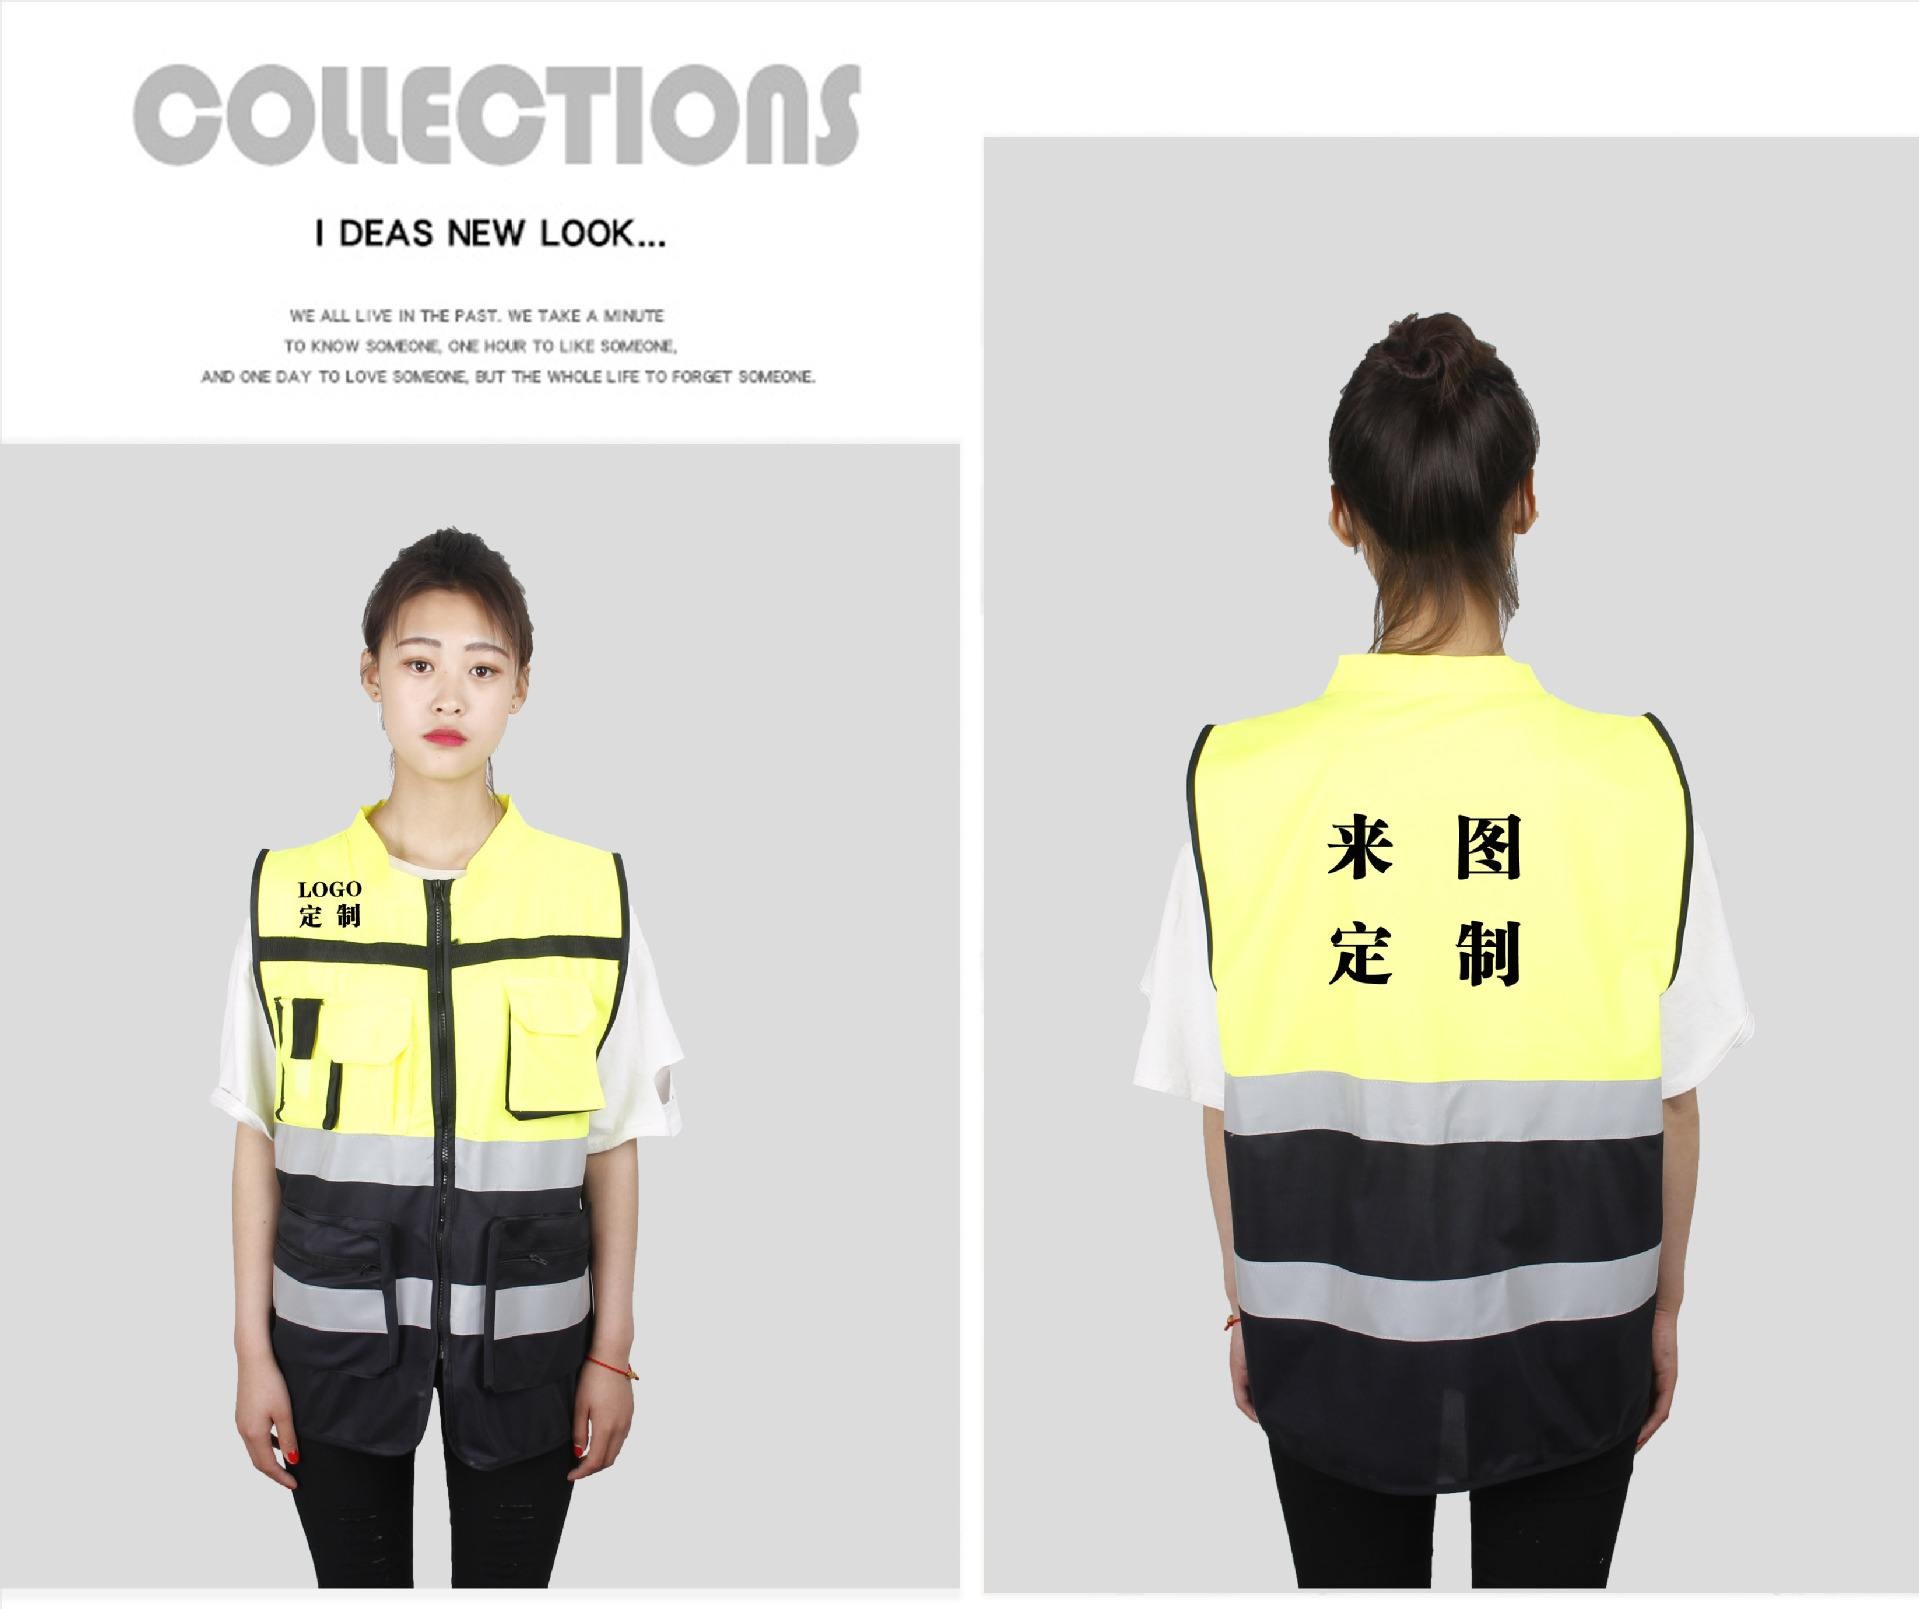 COLLECTIONS
I DEAS NEW LOOK...
WE ALL LIVE IN THE PAST. WE TAKE A MINUTE
TO KNOW SOMEONE, ONE HOUR TO LIKE SOMEONE,
AND ONE DAY TO LOVE SOMEONE, BUT THE WHOLE LIFE TO FORGET SOMEONE.
LOGO
定 制
来 图
定 制